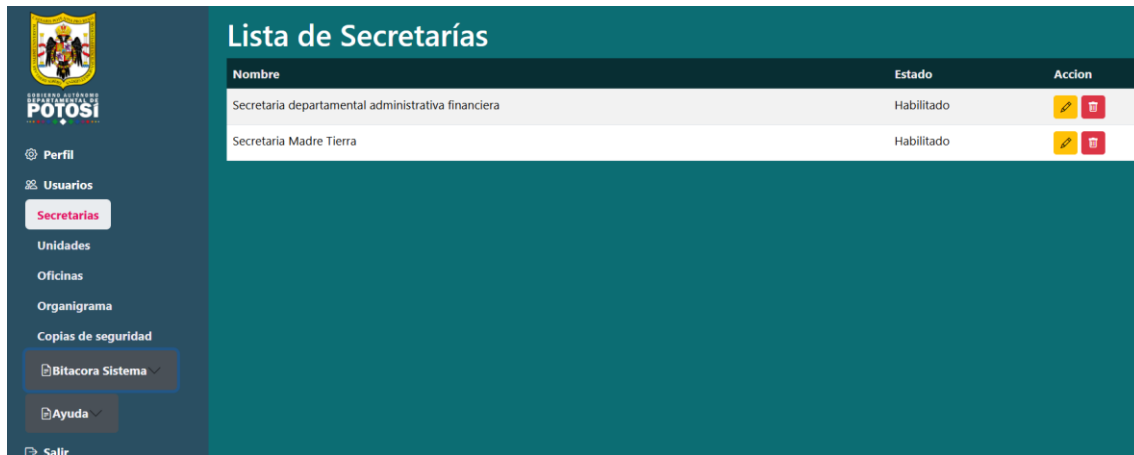 GOBIERNO AUTÓNOMO
DEPARTAMENTAL DE
POTOSÍ
Perfil
Usuarios
Secretarias
Unidades
Oficinas
Organigrama
Copias de seguridad
Bitacora Sistema
Ayuda
Salir
Lista de Secretarías
Nombre Estado Accion
Secretaria departamental administrativa financiera Habilitado
Secretaria Madre Tierra Habilitado